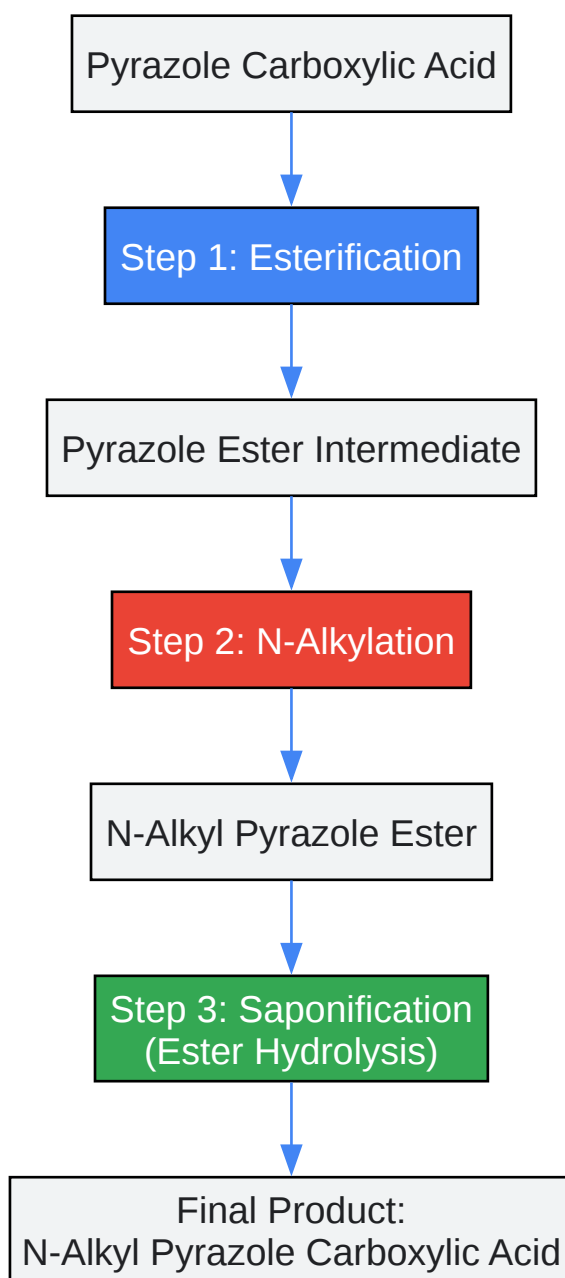 Pyrazole Carboxylic Acid
Step 1: Esterification
Pyrazole Ester Intermediate
Step 2: N-Alkylation
N-Alkyl Pyrazole Ester
Step 3: Saponification
(Ester Hydrolysis)
Final Product:
N-Alkyl Pyrazole Carboxylic Acid